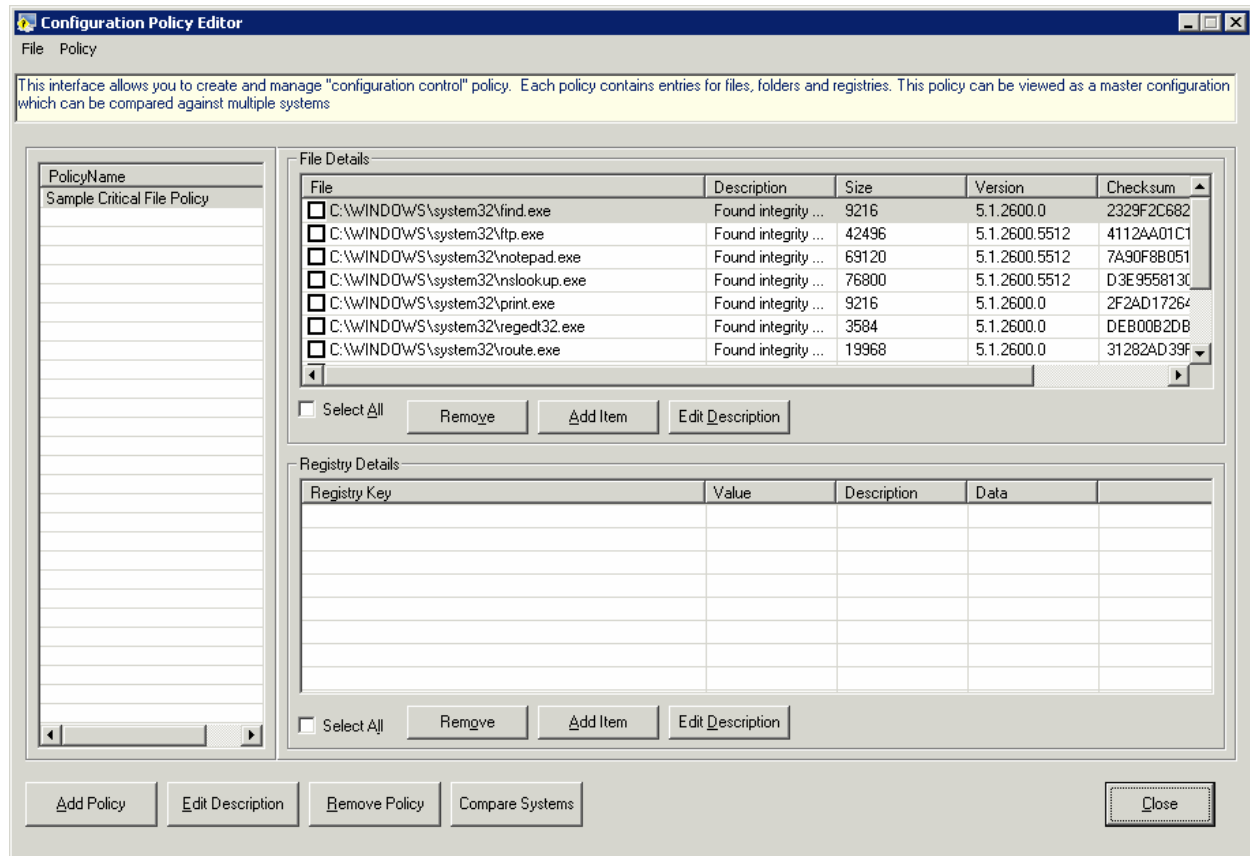 Configuration Policy Editor
File Policy
This interface allows you to create and manage "configuration control" policy. Each policy contains entries for files, folders and registries. This policy can be viewed as a master configuration
which can be compared against multiple systems
PolicyName
Sample Critical File Policy
File Details
File Description Size Version Checksum
C:\WINDOWS\system32\find.exe Found integrity ... 9216 5.1.2600.0 2329F2C682
C:\WINDOWS\system32\ftp.exe Found integrity ... 42496 5.1.2600.5512 4112AA01C1
C:\WINDOWS\system32\notepad.exe Found integrity ... 69120 5.1.2600.5512 7A90F8B051
C:\WINDOWS\system32\nslookup.exe Found integrity ... 76800 5.1.2600.5512 D3E9558130
C:\WINDOWS\system32\print.exe Found integrity ... 9216 5.1.2600.0 2F2AD17264
C:\WINDOWS\system32\regedt32.exe Found integrity ... 3584 5.1.2600.0 DEB00B2DB
C:\WINDOWS\system32\route.exe Found integrity ... 19968 5.1.2600.0 31282AD39F
Select All Remove Add Item Edit Description
Registry Details
Registry Key Value Description Data
Select All Remove Add Item Edit Description
Add Policy Edit Description Remove Policy Compare Systems Close